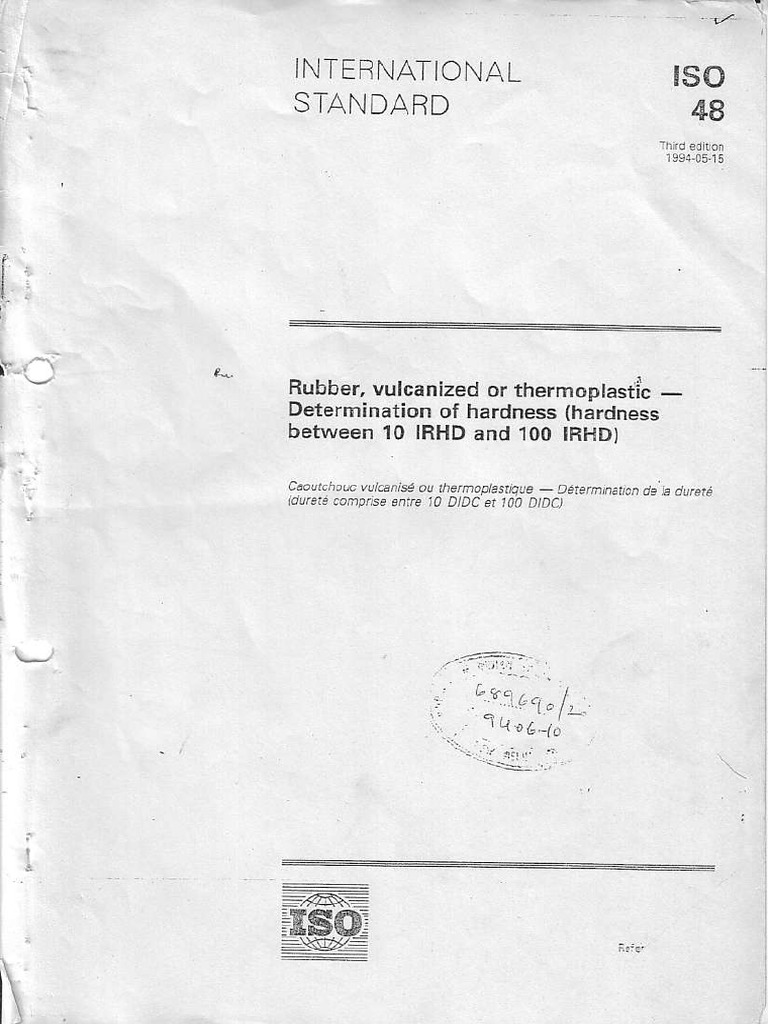 INTERNATIONAL
STANDARD
ISO
48
Third edition
1994-05-15
Rubber, vulcanized or thermoplastic —
Determination of hardness (hardness
between 10 IRHD and 100 IRHD)
Caoutchouc vulcanisé ou thermoplastique — Détermination de la dureté
(dureté comprise entre 10 DIDC et 100 DIDC)
689690/2
9406-10
ISO
Refer